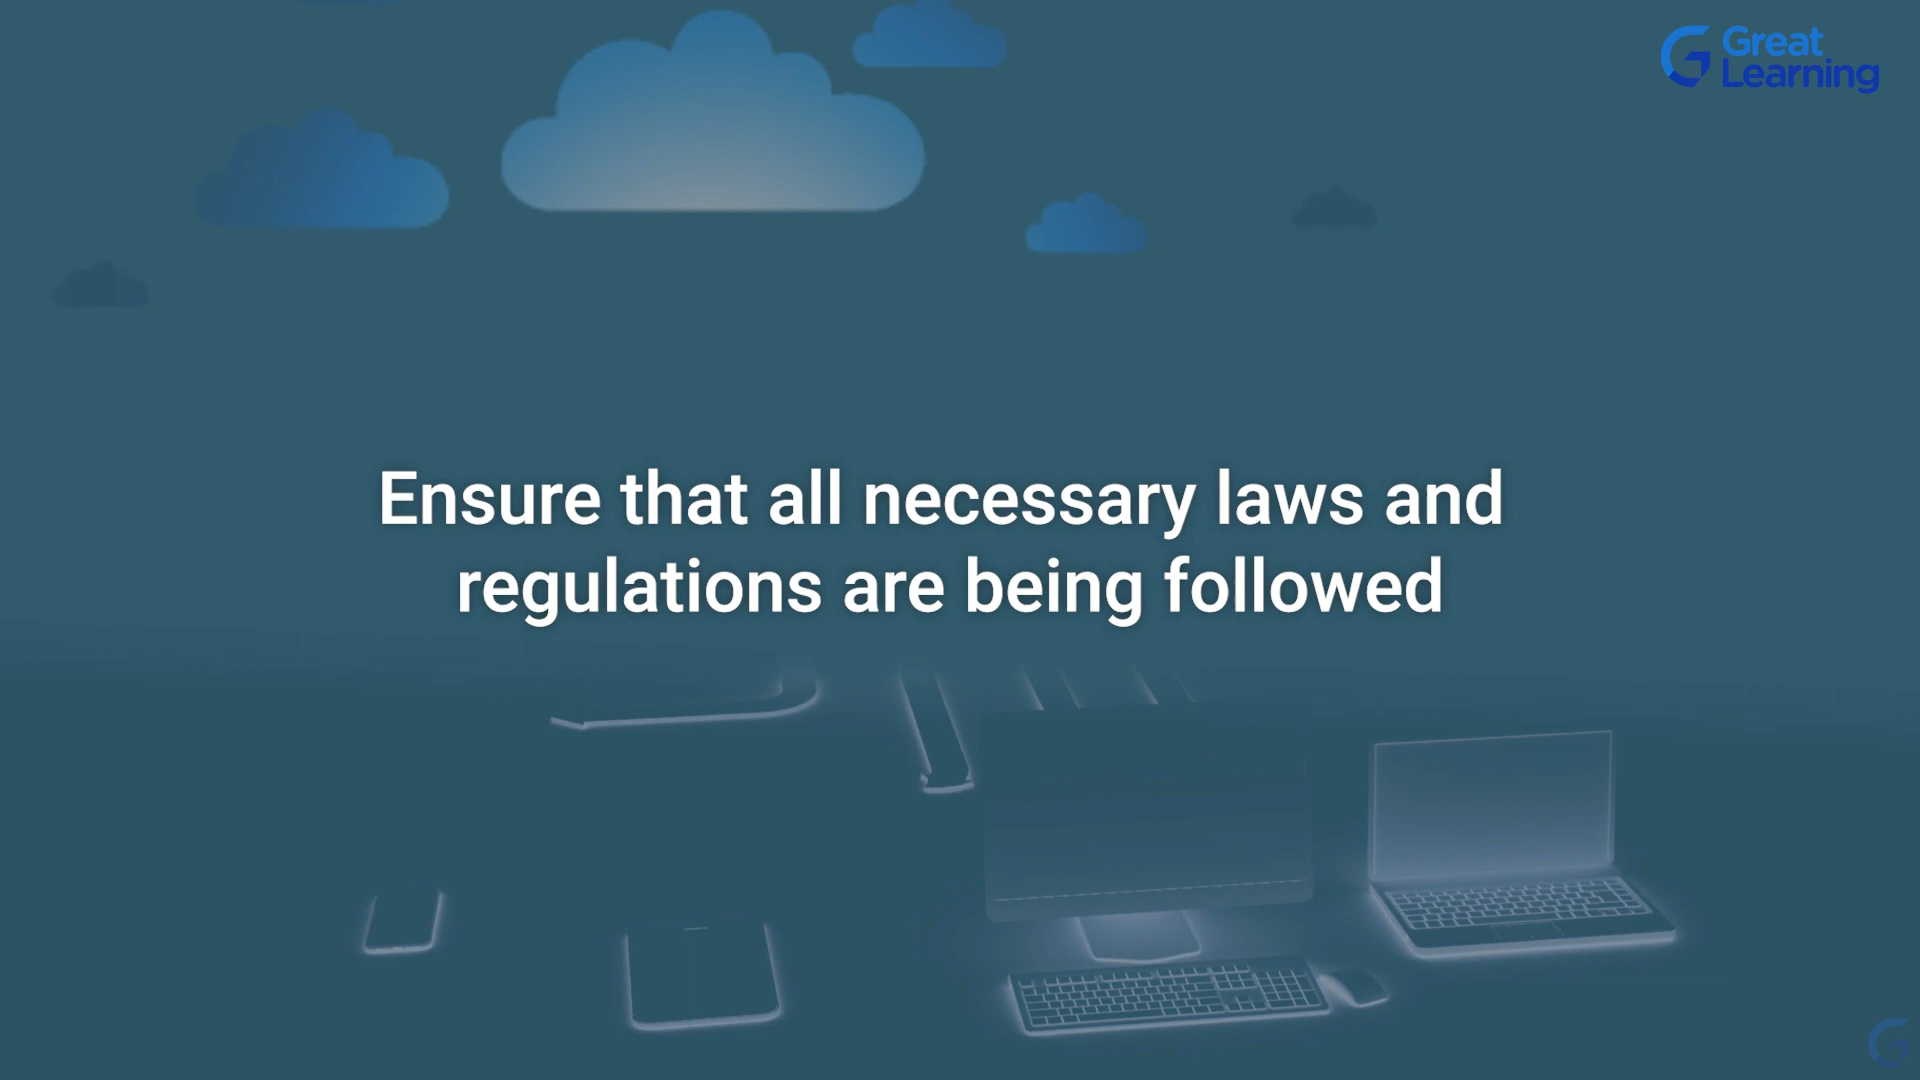 Great
Learning
Ensure that all necessary laws and
regulations are being followed